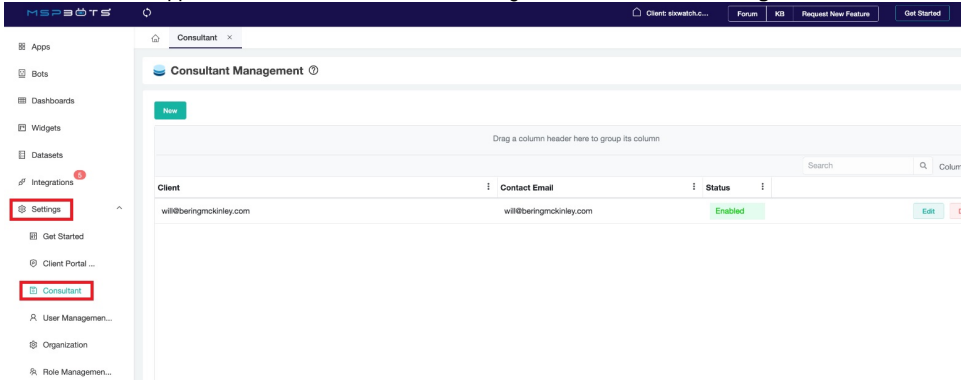 MSPBOTS
Client: sixwatch.c...
Forum
KB
Request New Feature
Get Started
Apps
Bots
Dashboards
Widgets
Datasets
Integrations
5
Settings
Get Started
Client Portal ...
Consultant
User Managemen...
Organization
Role Managemen...
Consultant ×
Consultant Management
New
Drag a column header here to group its column
Search
Colum
Client
Contact Email
Status
will@beringmckinley.com
will@beringmckinley.com
Enabled
Edit